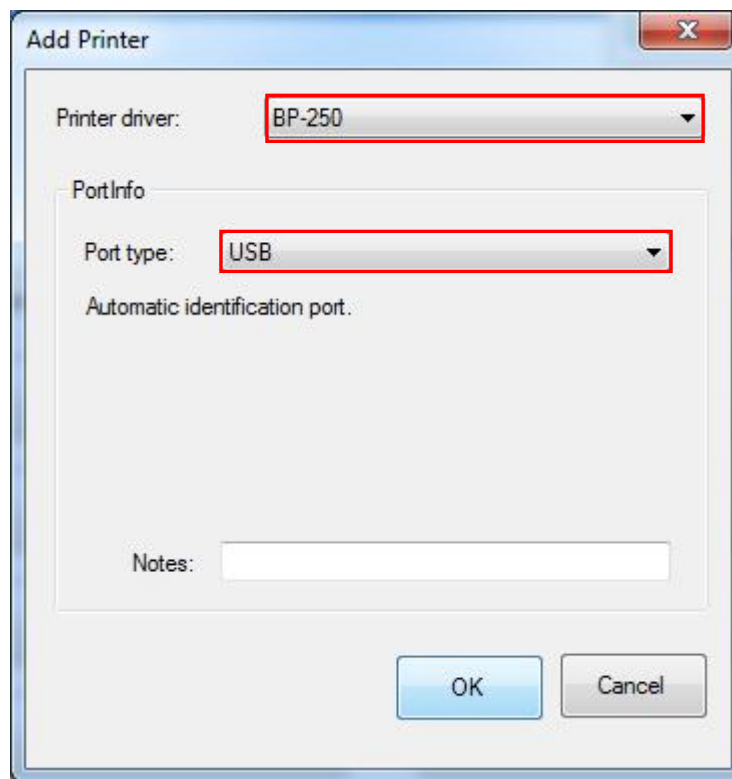 Add Printer
Printer driver: BP-250
PortInfo
Port type: USB
Automatic identification port.
Notes:
OK Cancel